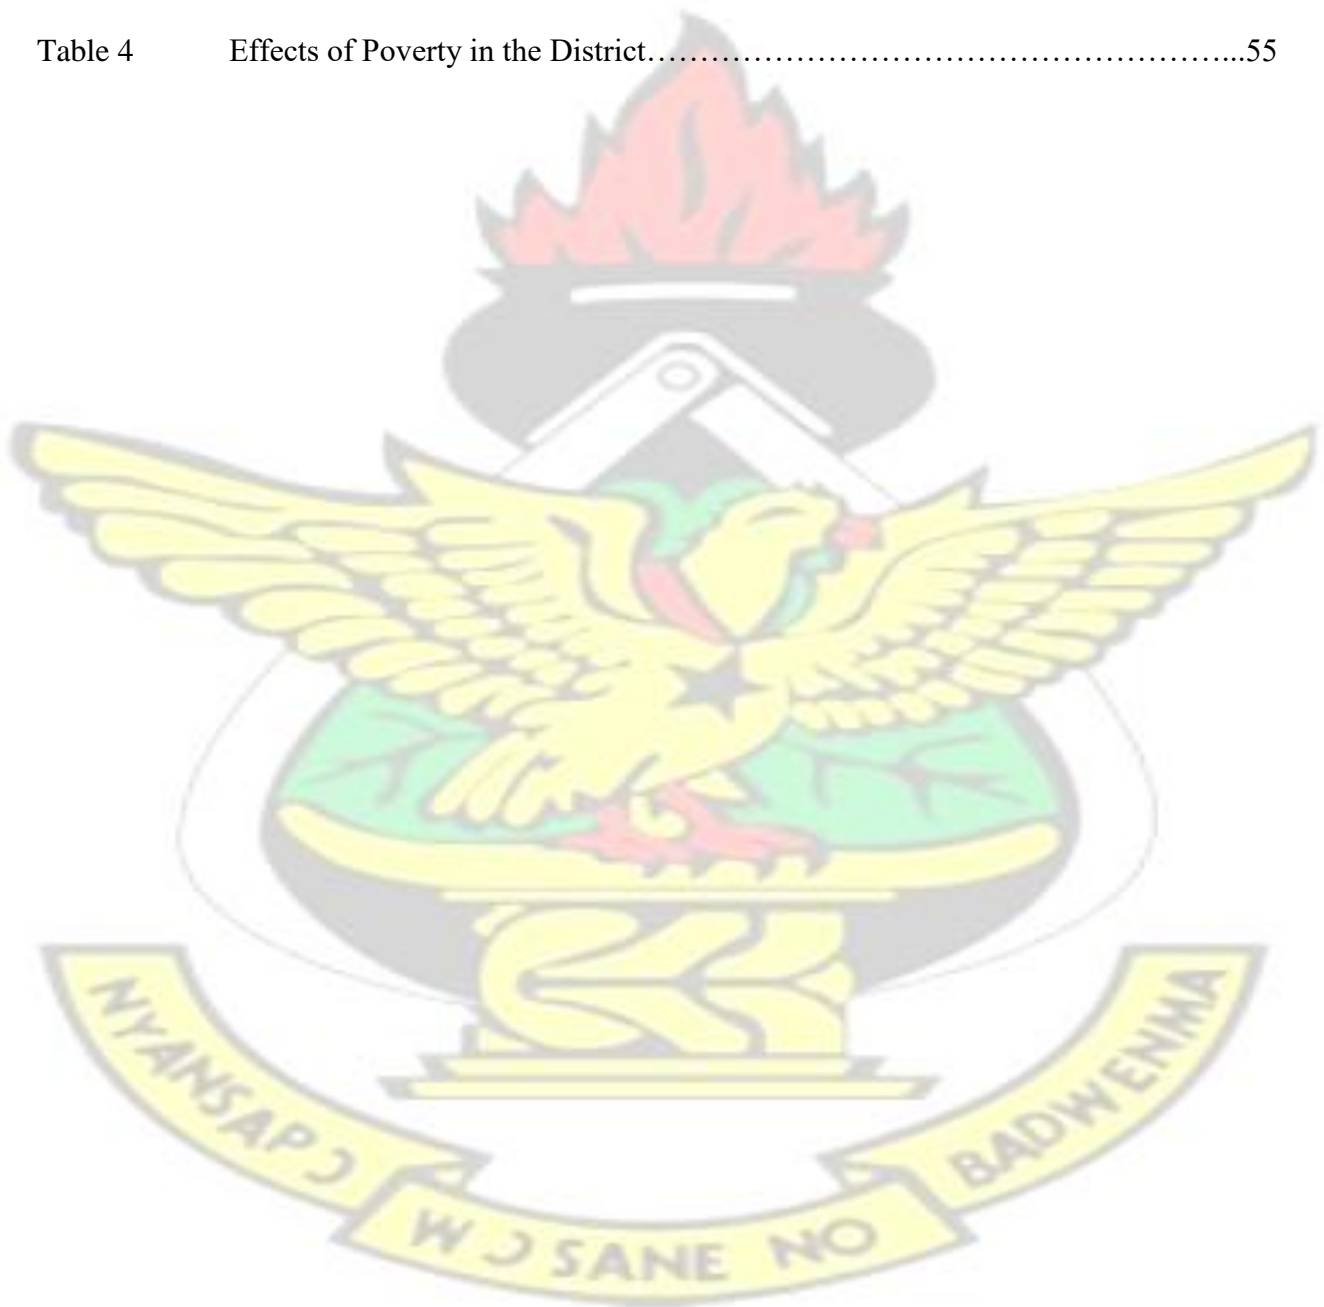 Table 4 Effects of Poverty in the District…………………………………………………...55
NYANSAPƆ
WƆSANE NO
BADWENMA